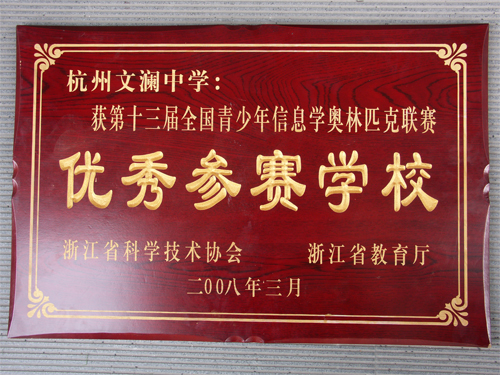 杭州文澜中学：
获第十三届全国青少年信息学奥林匹克联赛
优秀参赛学校
浙江省科学技术协会 浙江省教育厅
二00八年三月